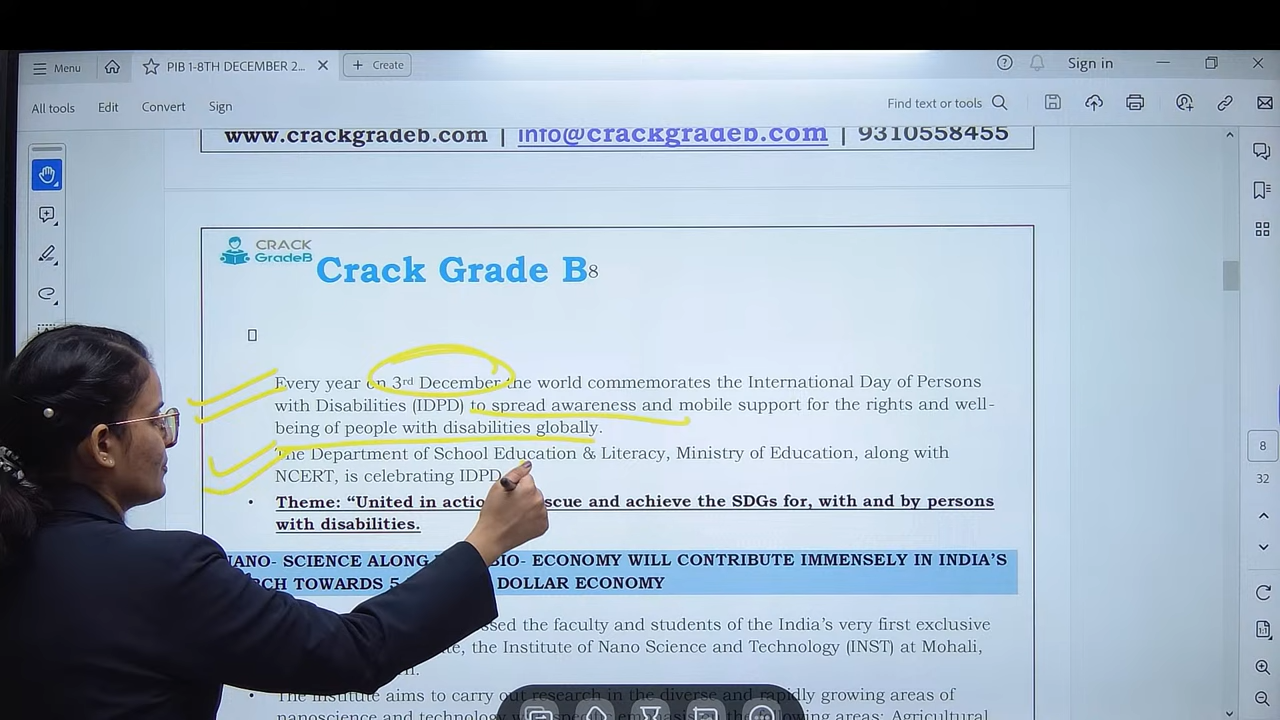 Menu
PIB 1-8TH DECEMBER 2...
Create
Sign in
All tools Edit Convert Sign
Find text or tools
www.crackgradeb.com | info@crackgradeb.com | 9310558455
CRACK
GradeB
Crack Grade B8
Every year on 3rd December the world commemorates the International Day of Persons
with Disabilities (IDPD) to spread awareness and mobile support for the rights and well-
being of people with disabilities globally.
The Department of School Education & Literacy, Ministry of Education, along with
NCERT, is celebrating IDPD
• Theme: “United in action scue and achieve the SDGs for, with and by persons
with disabilities.
8
32
NANO- SCIENCE ALONG BIO- ECONOMY WILL CONTRIBUTE IMMENSELY IN INDIA’S
TOWARDS DOLLAR ECONOMY
the faculty and students of the India’s very first exclusive
the Institute of Nano Science and Technology (INST) at Mohali,
• The institute aims to carry out research in the diverse and rapidly growing areas of
nanoscience and technology following areas: Agricultural